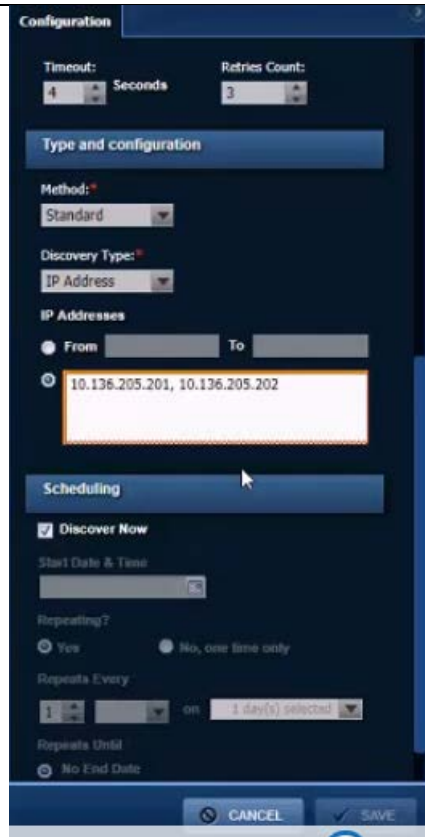 Configuration
Timeout: Retries Count:
4 Seconds 3
Type and configuration
Method:*
Standard
Discovery Type:*
IP Address
IP Addresses
From To
10.136.205.201, 10.136.205.202
Scheduling
Discover Now
Start Date & Time
Repeating?
Yes No, one time only
Repeats Every
1 on 1 day(s) selected
Repeats Until
No End Date
CANCEL SAVE